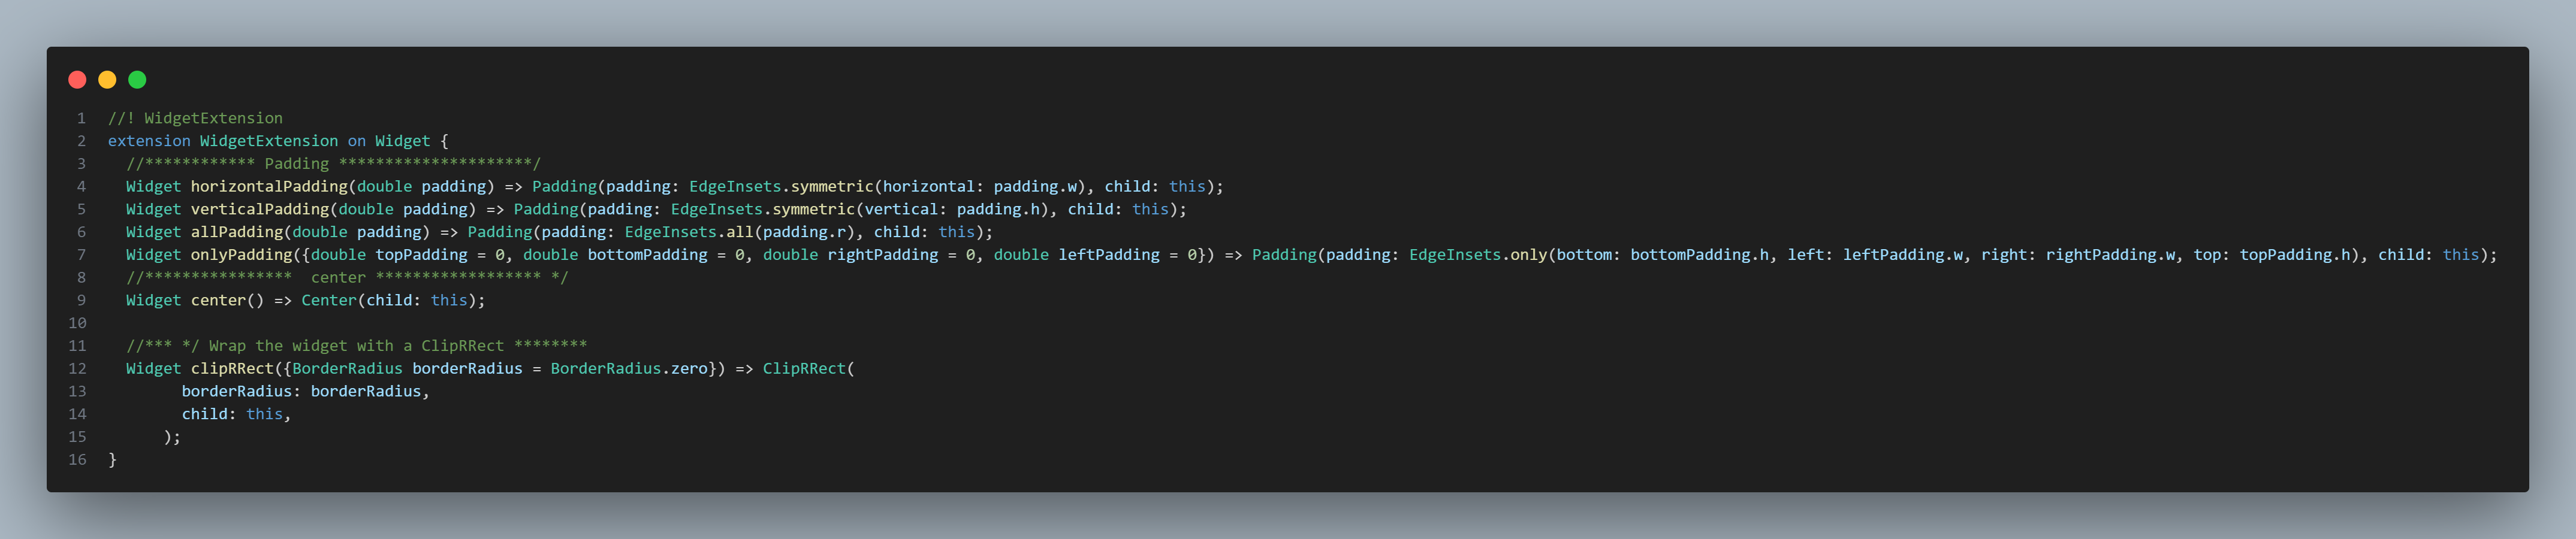 1 //! WidgetExtension
2 extension WidgetExtension on Widget {
3 //************ Padding *********************/
4 Widget horizontalPadding(double padding) => Padding(padding: EdgeInsets.symmetric(horizontal: padding.w), child: this);
5 Widget verticalPadding(double padding) => Padding(padding: EdgeInsets.symmetric(vertical: padding.h), child: this);
6 Widget allPadding(double padding) => Padding(padding: EdgeInsets.all(padding.r), child: this);
7 Widget onlyPadding({double topPadding = 0, double bottomPadding = 0, double rightPadding = 0, double leftPadding = 0}) => Padding(padding: EdgeInsets.only(bottom: bottomPadding.h, left: leftPadding.w, right: rightPadding.w, top: topPadding.h), child: this);
8 //****************  center ****************** */
9 Widget center() => Center(child: this);
10
11 //*** */ Wrap the widget with a ClipRRect ********
12 Widget clipRRect({BorderRadius borderRadius = BorderRadius.zero}) => ClipRRect(
13 borderRadius: borderRadius,
14 child: this,
15 );
16 }